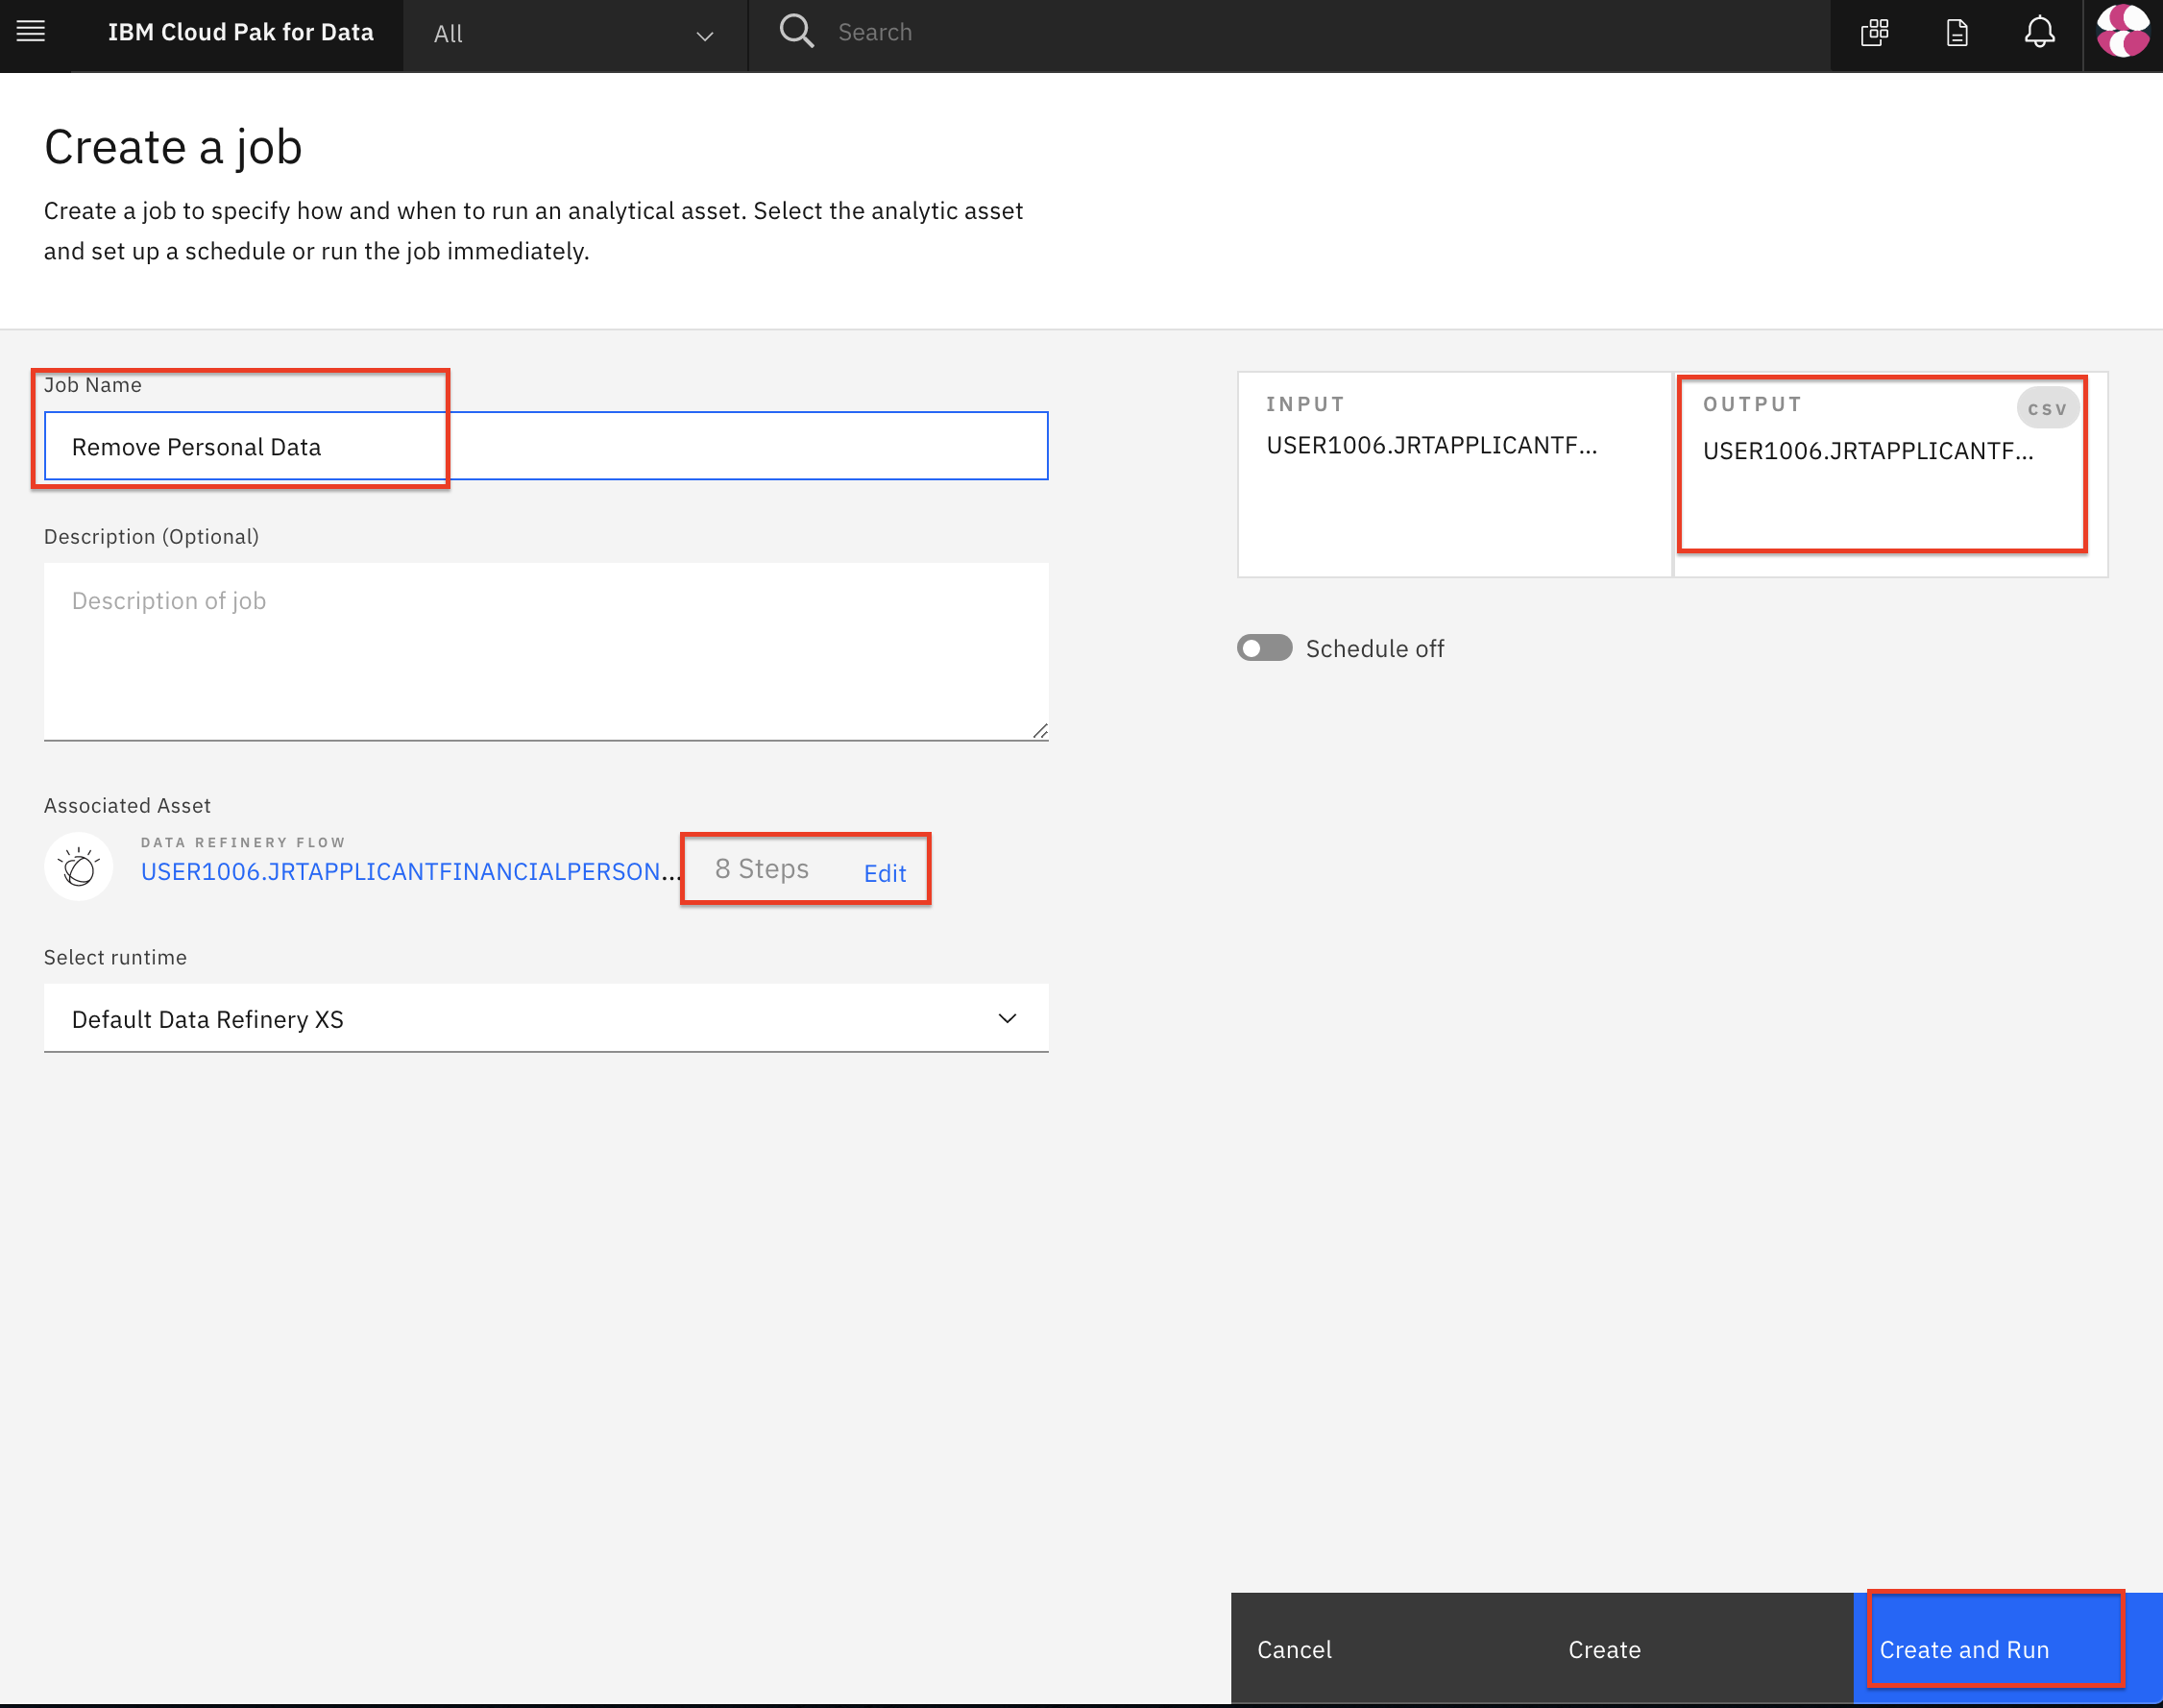 IBM Cloud Pak for Data
All
Search
Create a job
Create a job to specify how and when to run an analytical asset. Select the analytic asset
and set up a schedule or run the job immediately.
Job Name
Remove Personal Data
Description (Optional)
Description of job
Associated Asset
DATA REFINERY FLOW
USER1006.JRTAPPLICANTFINANCIALPERSON...
8 Steps
Edit
Select runtime
Default Data Refinery XS
INPUT
USER1006.JRTAPPLICANTF...
OUTPUT
CSV
USER1006.JRTAPPLICANTF...
Schedule off
Cancel
Create
Create and Run